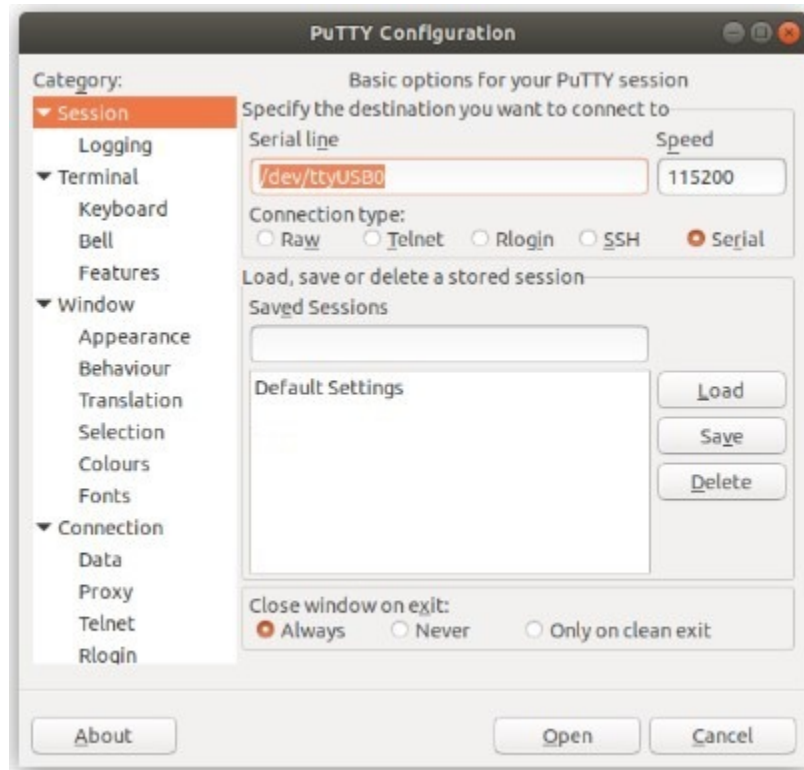 PuTTY Configuration
Category:
Session
Logging
Terminal
Keyboard
Bell
Features
Window
Appearance
Behaviour
Translation
Selection
Colours
Fonts
Connection
Data
Proxy
Telnet
Rlogin
Basic options for your PuTTY session
Specify the destination you want to connect to
Serial line Speed
/dev/ttyUSB0 115200
Connection type:
Raw Telnet Rlogin SSH Serial
Load, save or delete a stored session
Saved Sessions
Default Settings
Load
Save
Delete
Close window on exit:
Always Never Only on clean exit
About Open Cancel